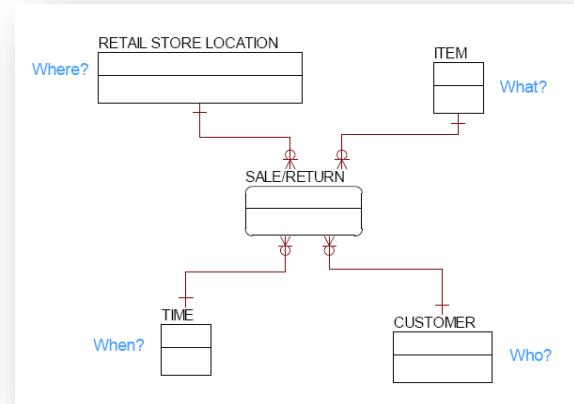 RETAIL STORE LOCATION
Where?
ITEM
What?
SALE/RETURN
TIME
When?
CUSTOMER
Who?